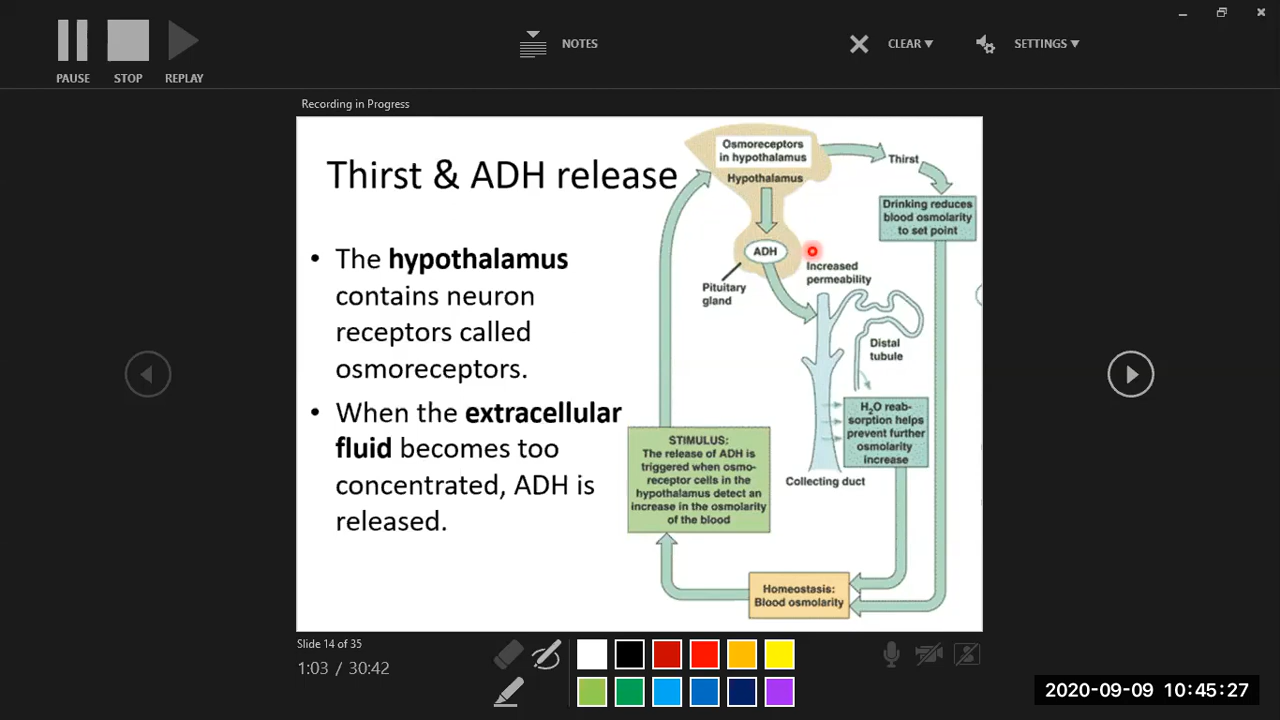 PAUSE
STOP
REPLAY
NOTES
CLEAR
SETTINGS
Recording in Progress
Thirst & ADH release
• The hypothalamus
contains neuron
receptors called
osmoreceptors.
• When the extracellular
fluid becomes too
concentrated, ADH is
released.
Osmoreceptors
in hypothalamus
Hypothalamus
Thirst
Drinking reduces
blood osmolarity
to set point
ADH
Increased
permeability
Pituitary
gland
Distal
tubule
H2O reab-
sorption helps
prevent further
osmolarity
increase
STIMULUS:
The release of ADH is
triggered when osmo-
receptor cells in the
hypothalamus detect an
increase in the osmolarity
of the blood
Collecting duct
Homeostasis:
Blood osmolarity
Slide 14 of 35
1:03 / 30:42
2020-09-09 10:45:27